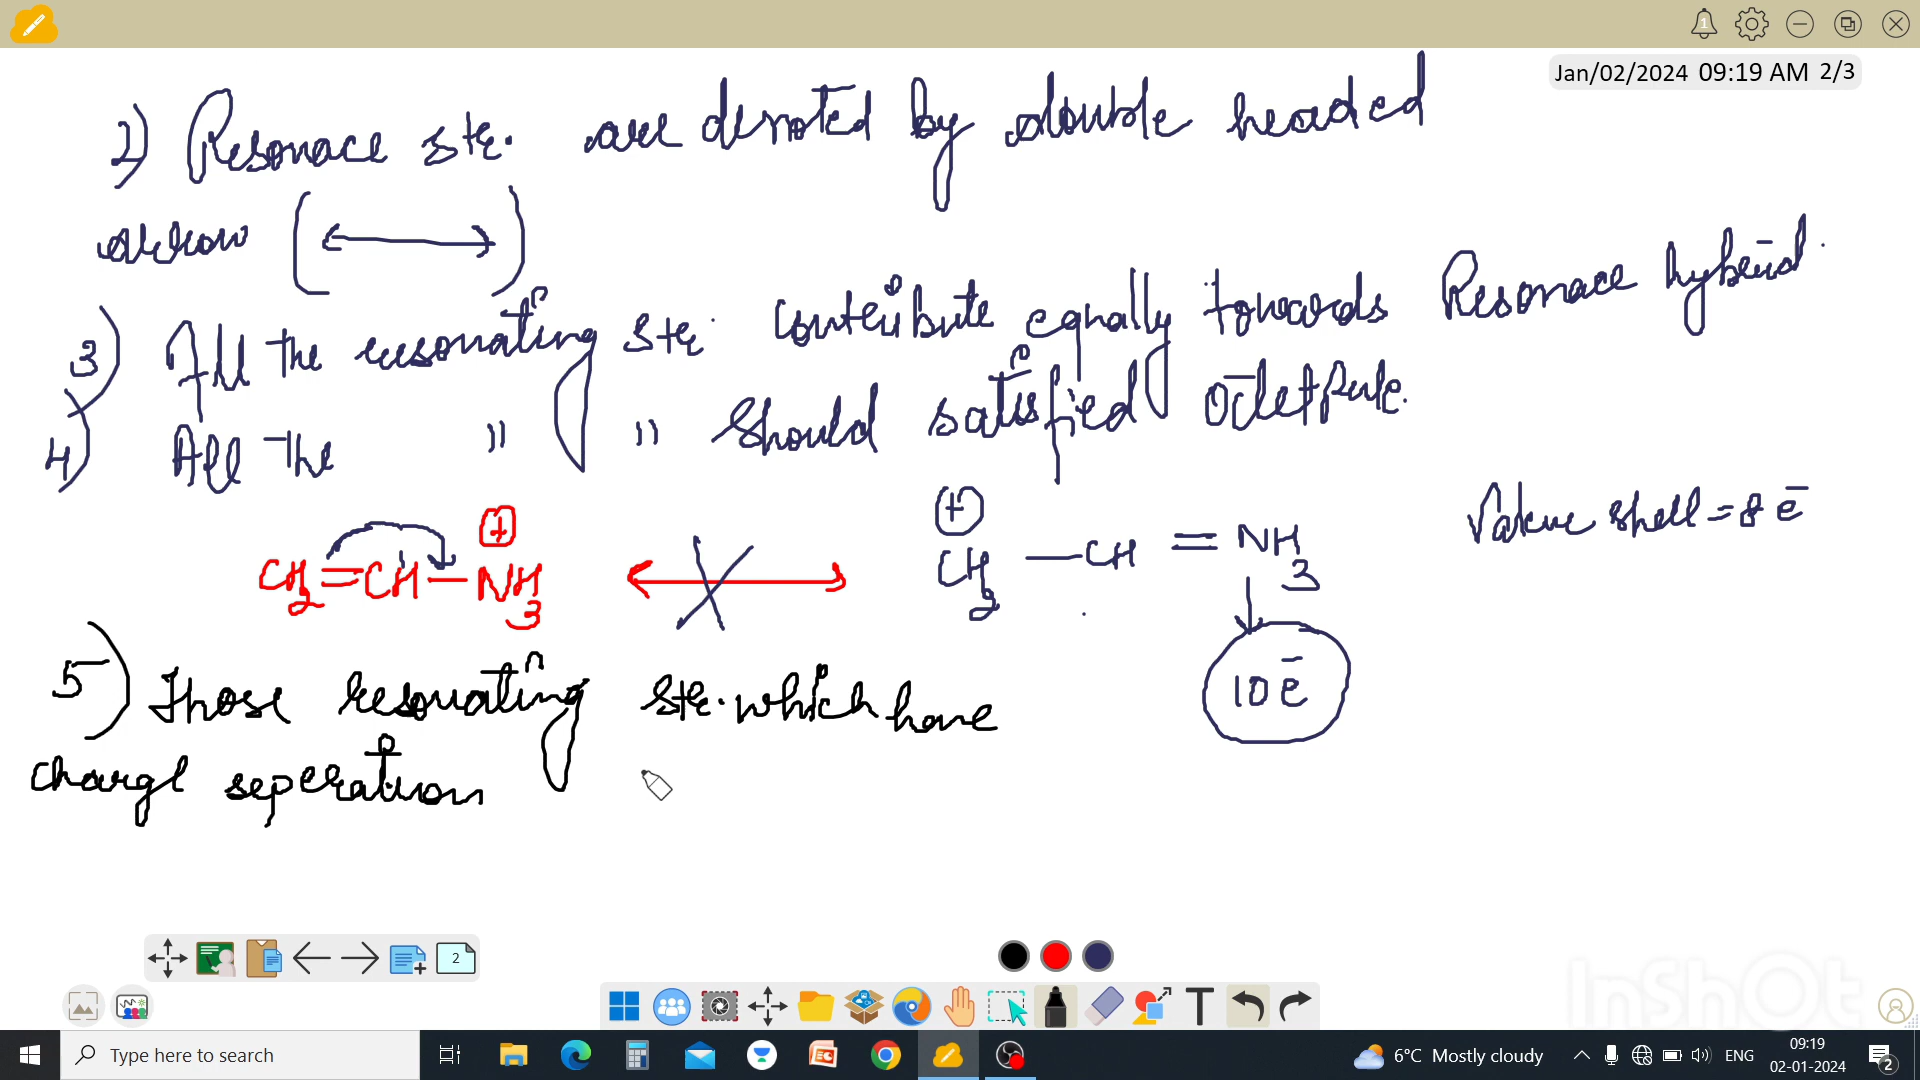 Jan/02/2024 09:19 AM 2/3
2) Resonace str. are denoted by double headed
arrow (⟷)
3) All the resonating str. contribute equally towards Resonace hybrid.
4) All the " " should satisfied Octet Rule.
CH2=CH—NH3 ⊕ ⟷ ⊕ CH2—CH=NH3
Valence shell = 8 e̅
10 e̅
5) Those resonating str. which have
charge seperation
2
InShOt
Type here to search
6°C Mostly cloudy
ENG
09:19
02-01-2024
2